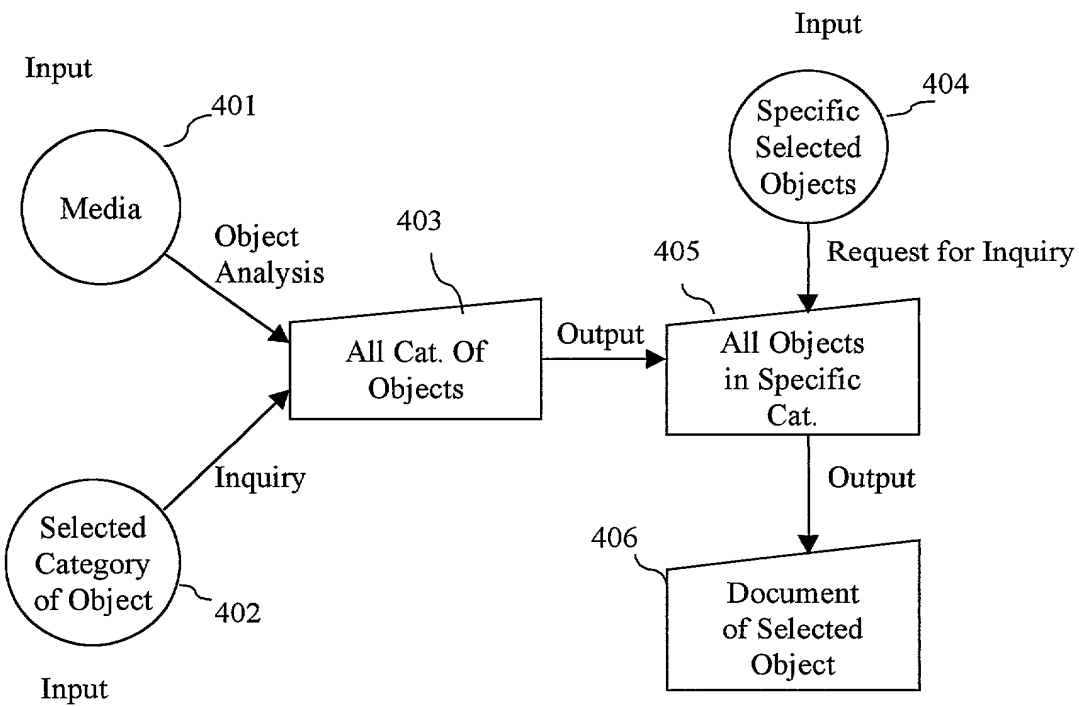 Input
401
Media
Object
Analysis
403
All Cat. Of
Objects
Inquiry
Selected
Category
of Object
402
Input
Output
Input
404
Specific
Selected
Objects
Request for Inquiry
405
All Objects
in Specific
Cat.
Output
406
Document
of Selected
Object